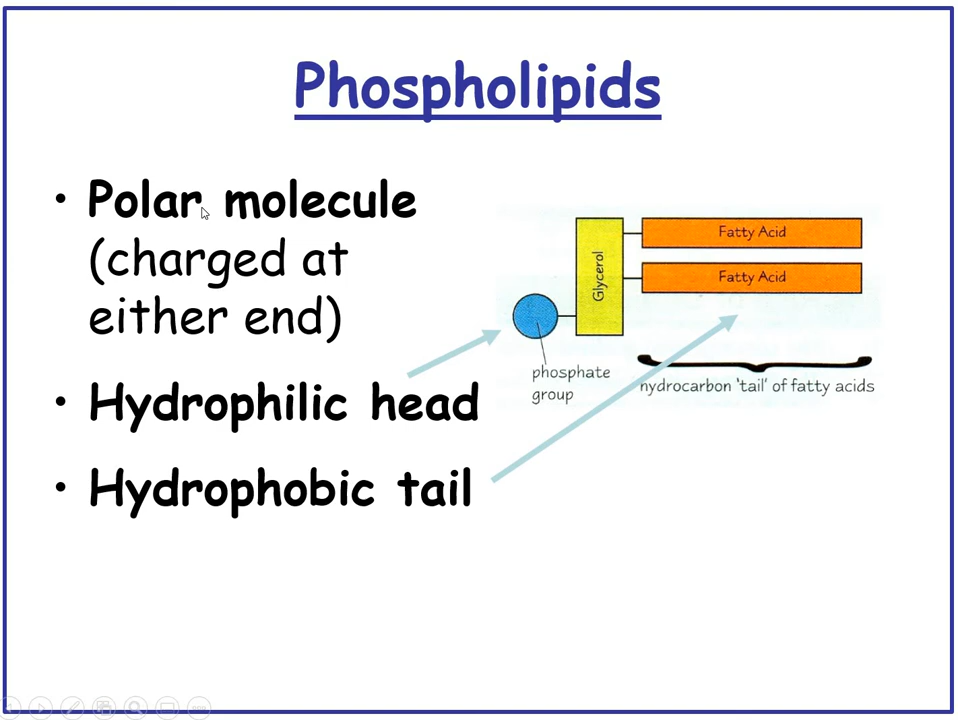 Phospholipids
• Polar molecule
(charged at
either end)
• Hydrophilic head
• Hydrophobic tail
Fatty Acid
Fatty Acid
Glycerol
phosphate
group
hydrocarbon 'tail' of fatty acids